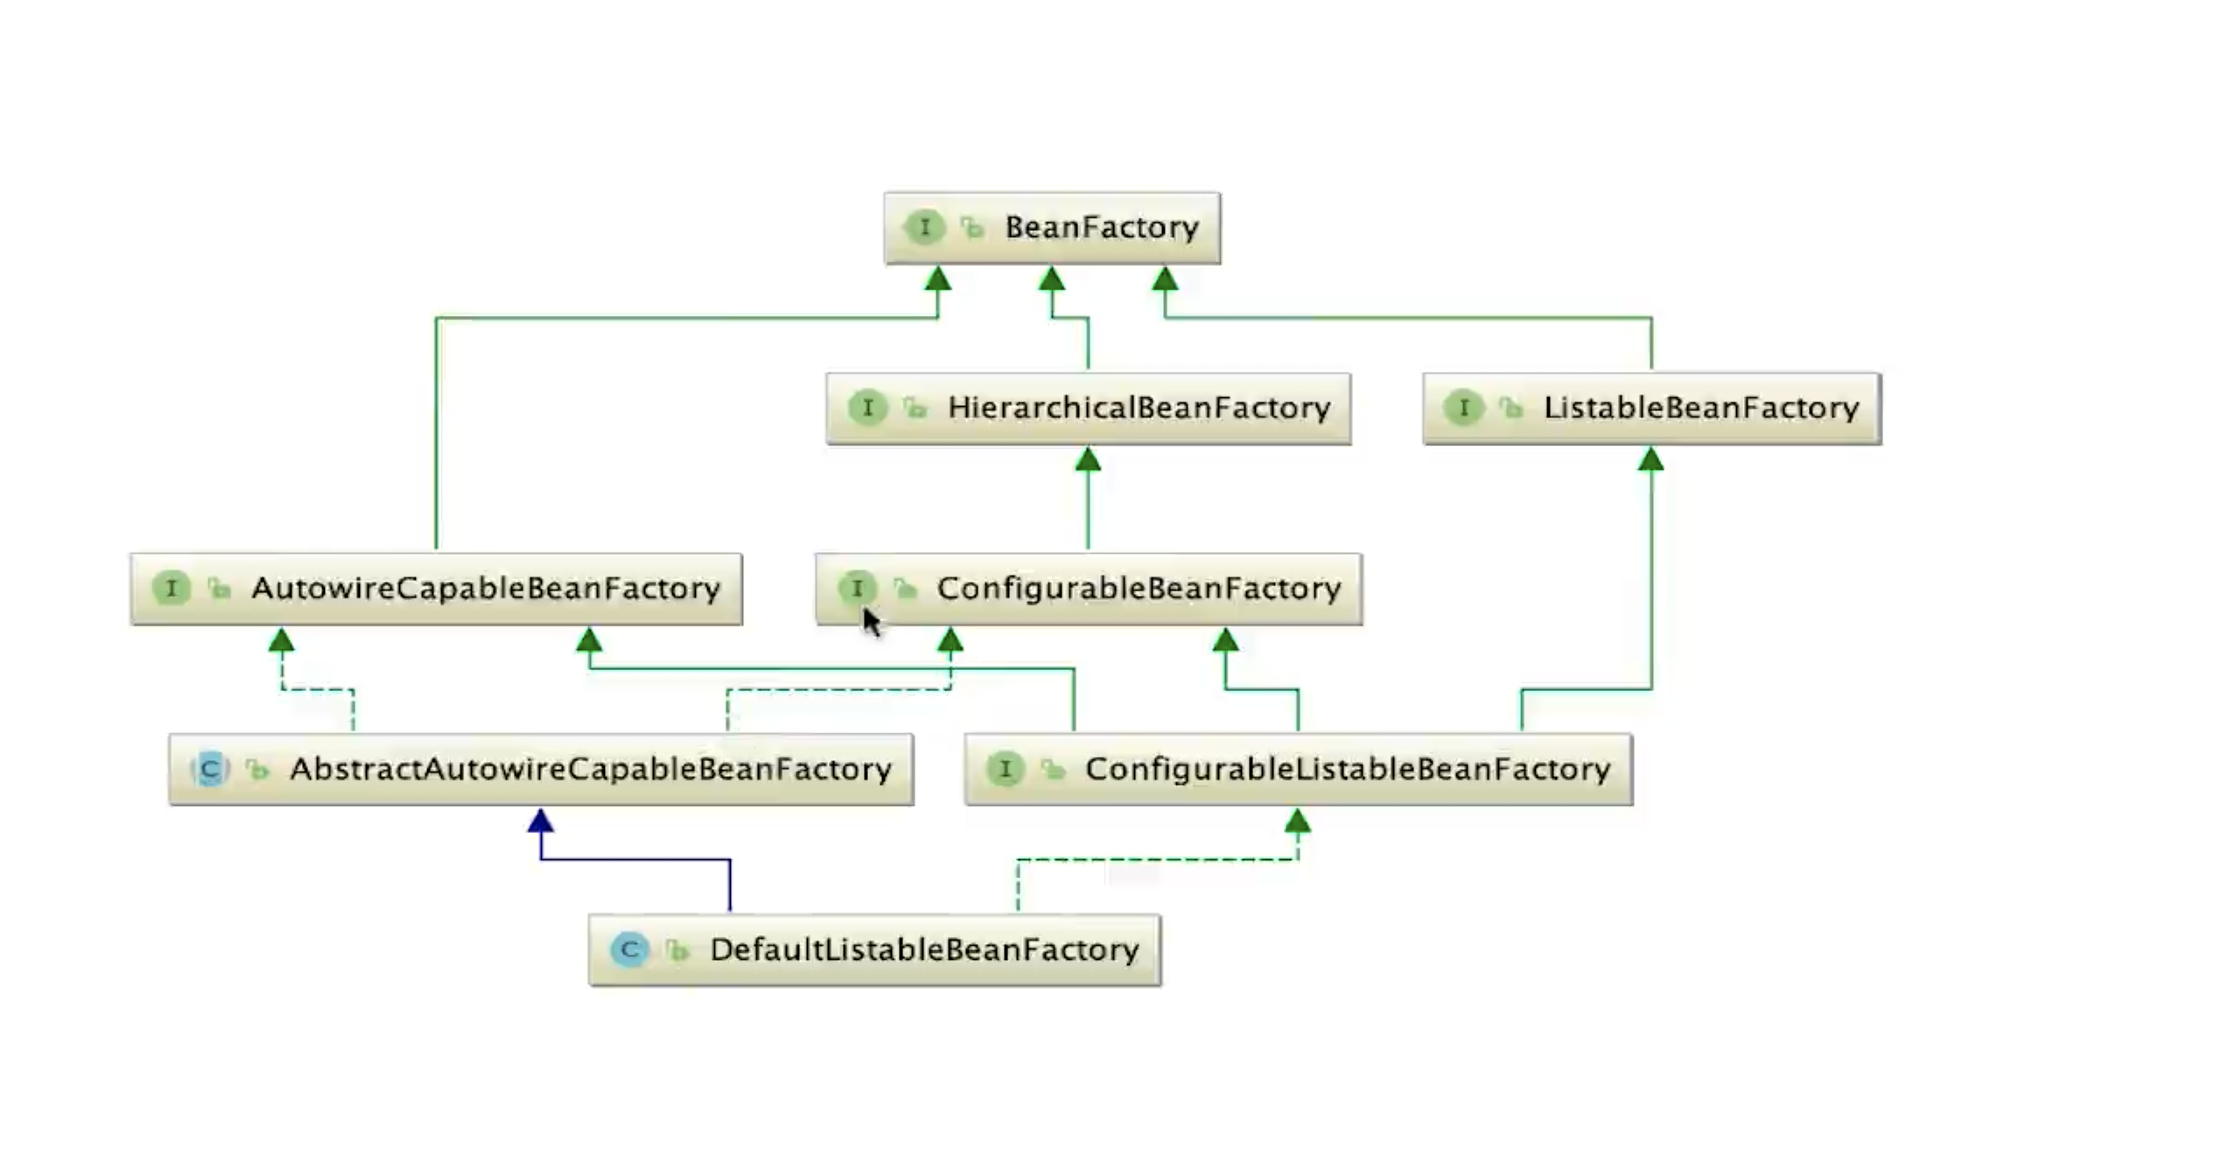 I BeanFactory
I HierarchicalBeanFactory
I ListableBeanFactory
I AutowireCapableBeanFactory
I ConfigurableBeanFactory
C AbstractAutowireCapableBeanFactory
I ConfigurableListableBeanFactory
C DefaultListableBeanFactory